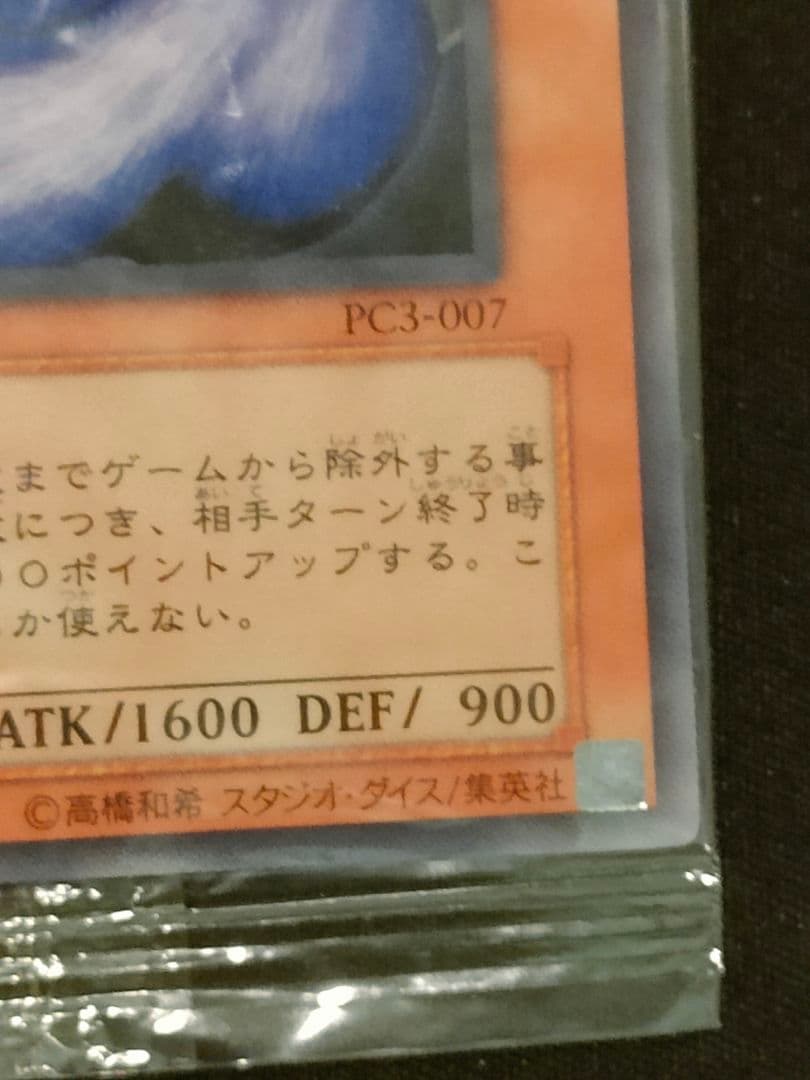 PC3-007
までゲームから除外する事
につき、相手ターン終了時
〇ポイントアップする。こ
か使えない。
ATK/1600 DEF/ 900
©高橋和希 スタジオ・ダイス/集英社